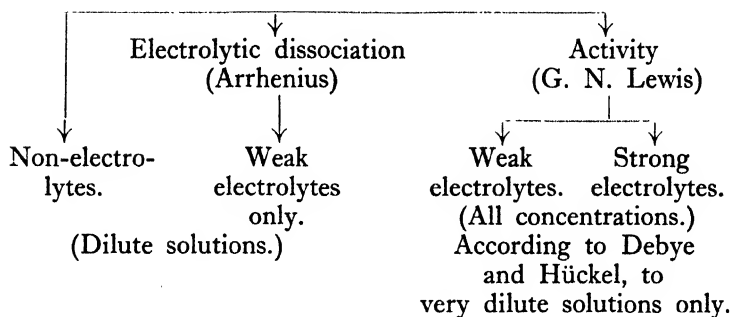 Electrolytic dissociation
(Arrhenius)
Activity
(G. N. Lewis)
Non-electro-
lytes.
Weak
electrolytes
only.
(Dilute solutions.)
Weak
electrolytes.
Strong
electrolytes.
(All concentrations.)
According to Debye
and Hückel, to
very dilute solutions only.